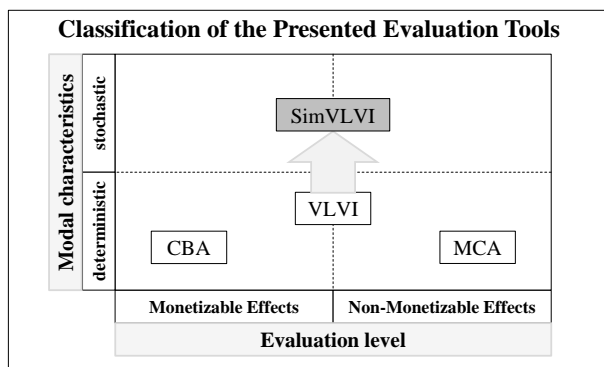 Classification of the Presented Evaluation Tools
Modal characteristics
stochastic
deterministic
SimVLVI
VLVI
CBA
MCA
Monetizable Effects
Non-Monetizable Effects
Evaluation level